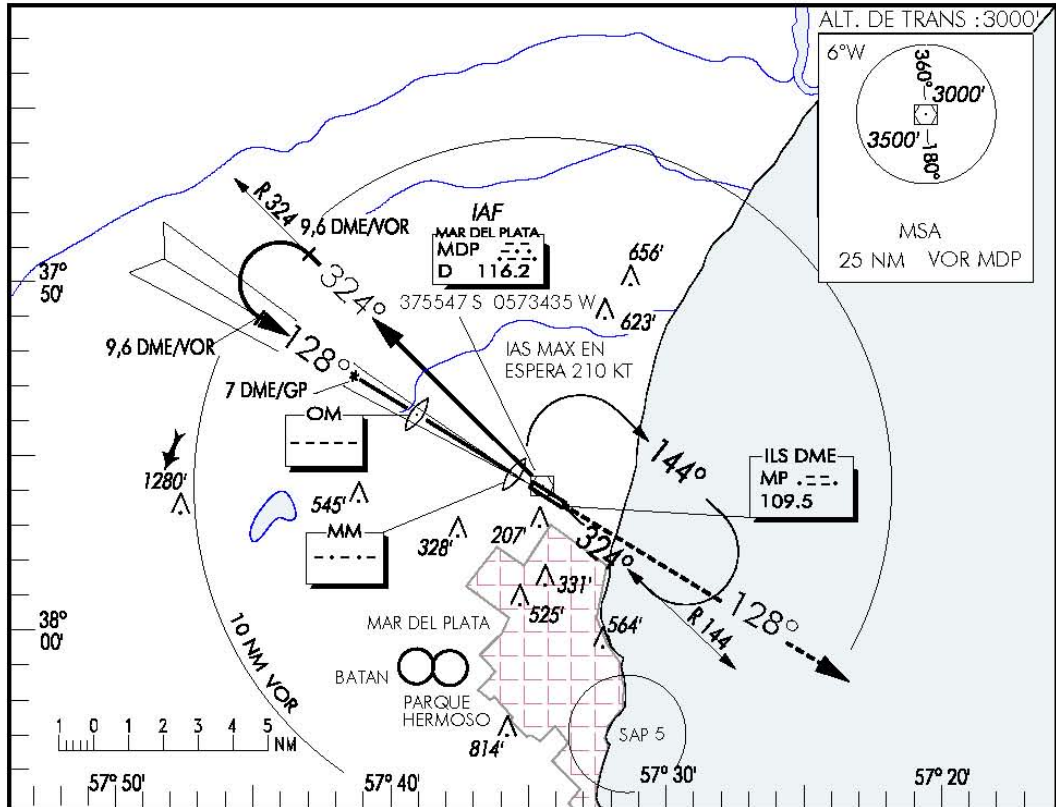 ALT. DE TRANS :3000'
6°W
360°
3000'
3500'
180°
MSA
25 NM VOR MDP
R 324
9,6 DME/VOR
324°
IAF
MAR DEL PLATA
MDP
D 116.2
375547 S 0573435 W
656'
623'
37°
50'
128°
9,6 DME/VOR
7 DME/GP
IAS MAX EN
ESPERA 210 KT
OM
144°
ILS DME
MP
109.5
1280'
545'
MM
328'
207'
324°
331'
525'
564'
R 144
128°
38°
00'
10 NM VOR
MAR DEL PLATA
BATAN
PARQUE
HERMOSO
814'
SAP 5
1 0 1 2 3 4 5
NM
57° 50'
57° 40'
57° 30'
57° 20'